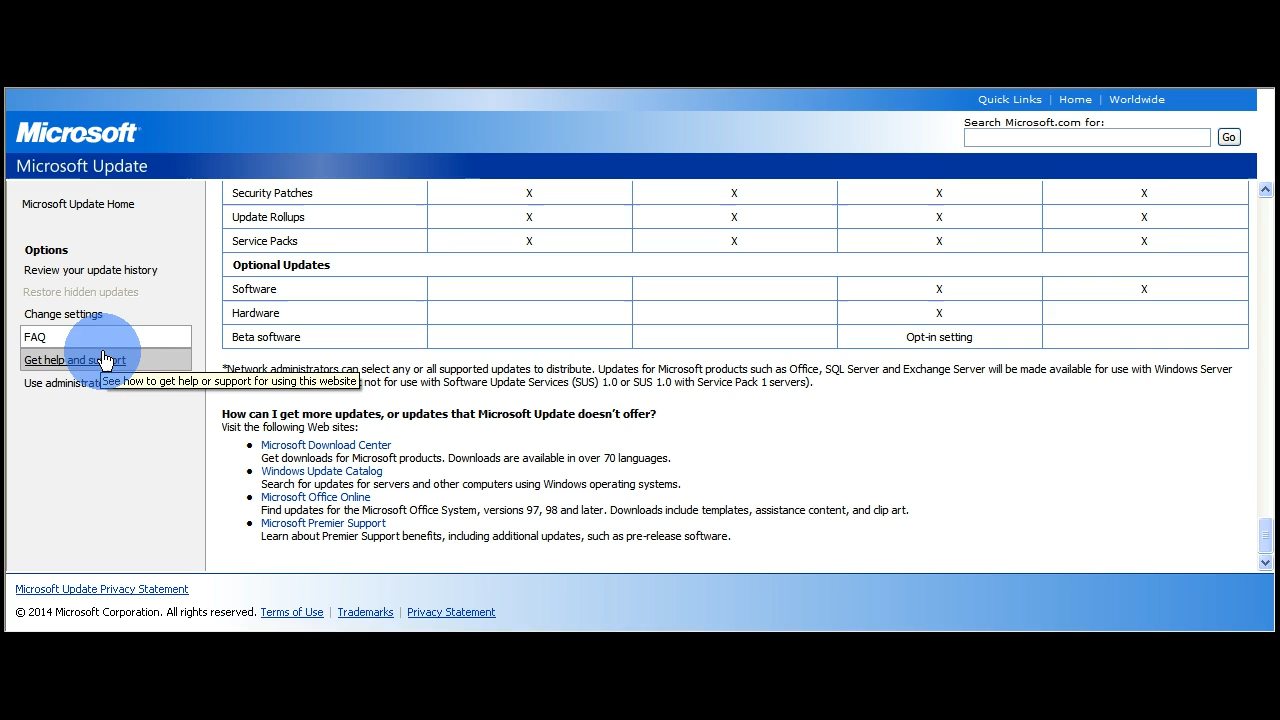 Quick Links | Home | Worldwide
Microsoft
Search Microsoft.com for:
Go
Microsoft Update
Microsoft Update Home
Options
Review your update history
Restore hidden updates
Change settings
FAQ
Get help and support
Use administrat
See how to get help or support for using this website
Security Patches X X X X
Update Rollups X X X X
Service Packs X X X X
Optional Updates
Software X X
Hardware X
Beta software Opt-in setting
*Network administrators can select any or all supported updates to distribute. Updates for Microsoft products such as Office, SQL Server and Exchange Server will be made available for use with Windows Server
not for use with Software Update Services (SUS) 1.0 or SUS 1.0 with Service Pack 1 servers).
How can I get more updates, or updates that Microsoft Update doesn't offer?
Visit the following Web sites:
• Microsoft Download Center
Get downloads for Microsoft products. Downloads are available in over 70 languages.
• Windows Update Catalog
Search for updates for servers and other computers using Windows operating systems.
• Microsoft Office Online
Find updates for the Microsoft Office System, versions 97, 98 and later. Downloads include templates, assistance content, and clip art.
• Microsoft Premier Support
Learn about Premier Support benefits, including additional updates, such as pre-release software.
Microsoft Update Privacy Statement
© 2014 Microsoft Corporation. All rights reserved. Terms of Use | Trademarks | Privacy Statement